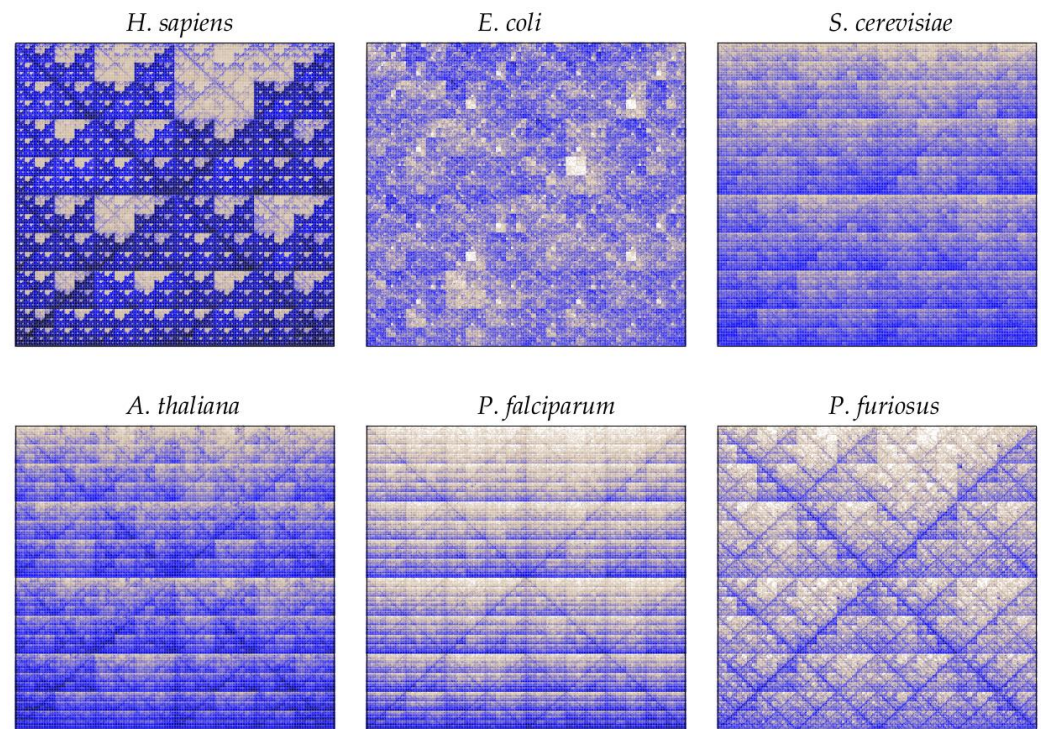 H. sapiens
E. coli
S. cerevisiae
A. thaliana
P. falciparum
P. furiosus